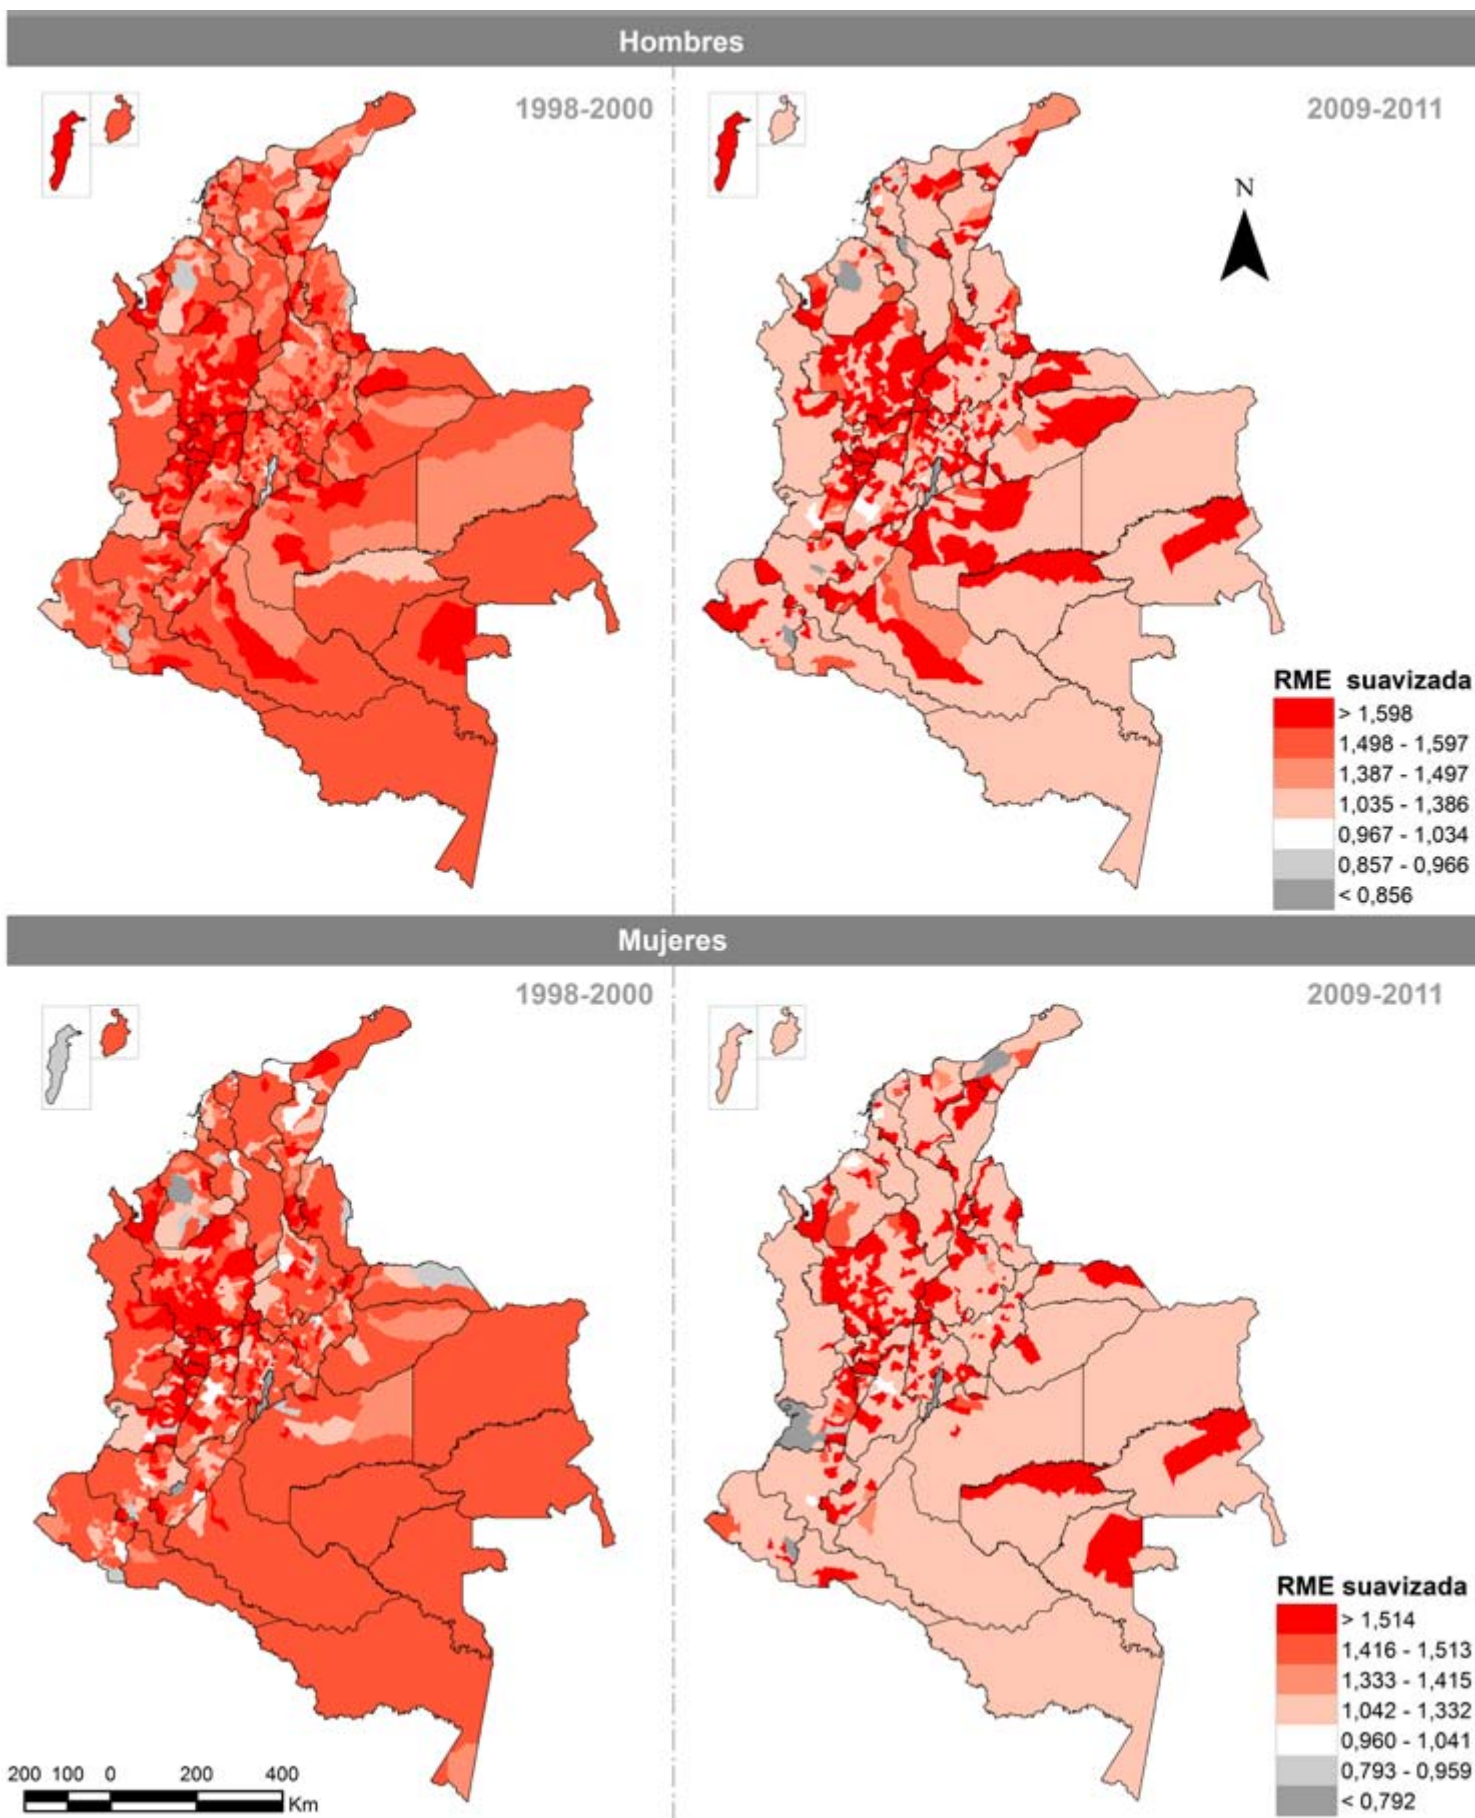 Hombres
1998-2000
2009-2011
N
RME suavizada
> 1,598
1,498 - 1,597
1,387 - 1,497
1,035 - 1,386
0,967 - 1,034
0,857 - 0,966
< 0,856
Mujeres
1998-2000
2009-2011
RME suavizada
> 1,514
1,416 - 1,513
1,333 - 1,415
1,042 - 1,332
0,960 - 1,041
0,793 - 0,959
< 0,792
200 100 0 200 400
Km